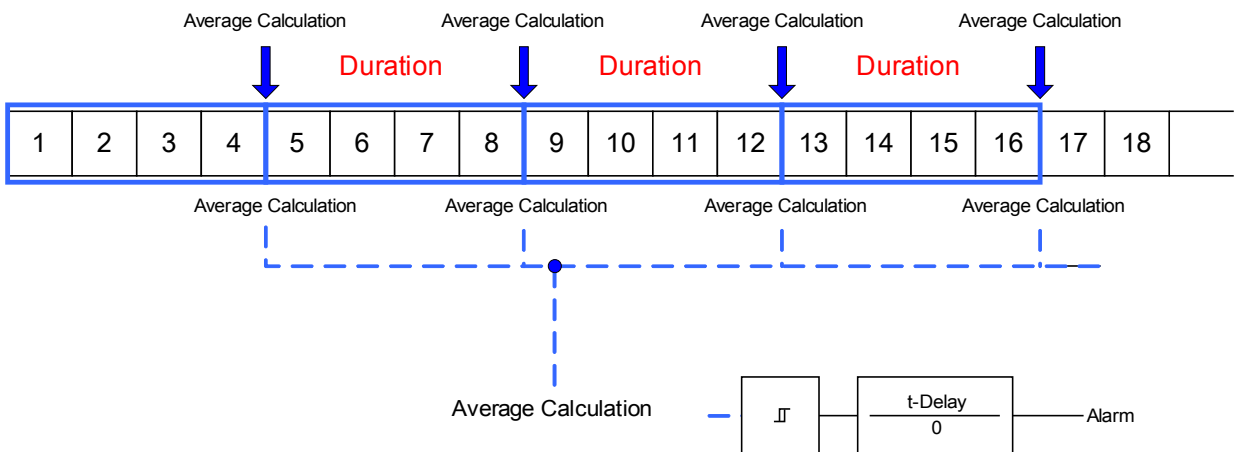 Average Calculation Average Calculation Average Calculation Average Calculation
Duration Duration Duration
1 2 3 4 5 6 7 8 9 10 11 12 13 14 15 16 17 18
Average Calculation Average Calculation Average Calculation Average Calculation
Average Calculation
t-Delay
0
Alarm